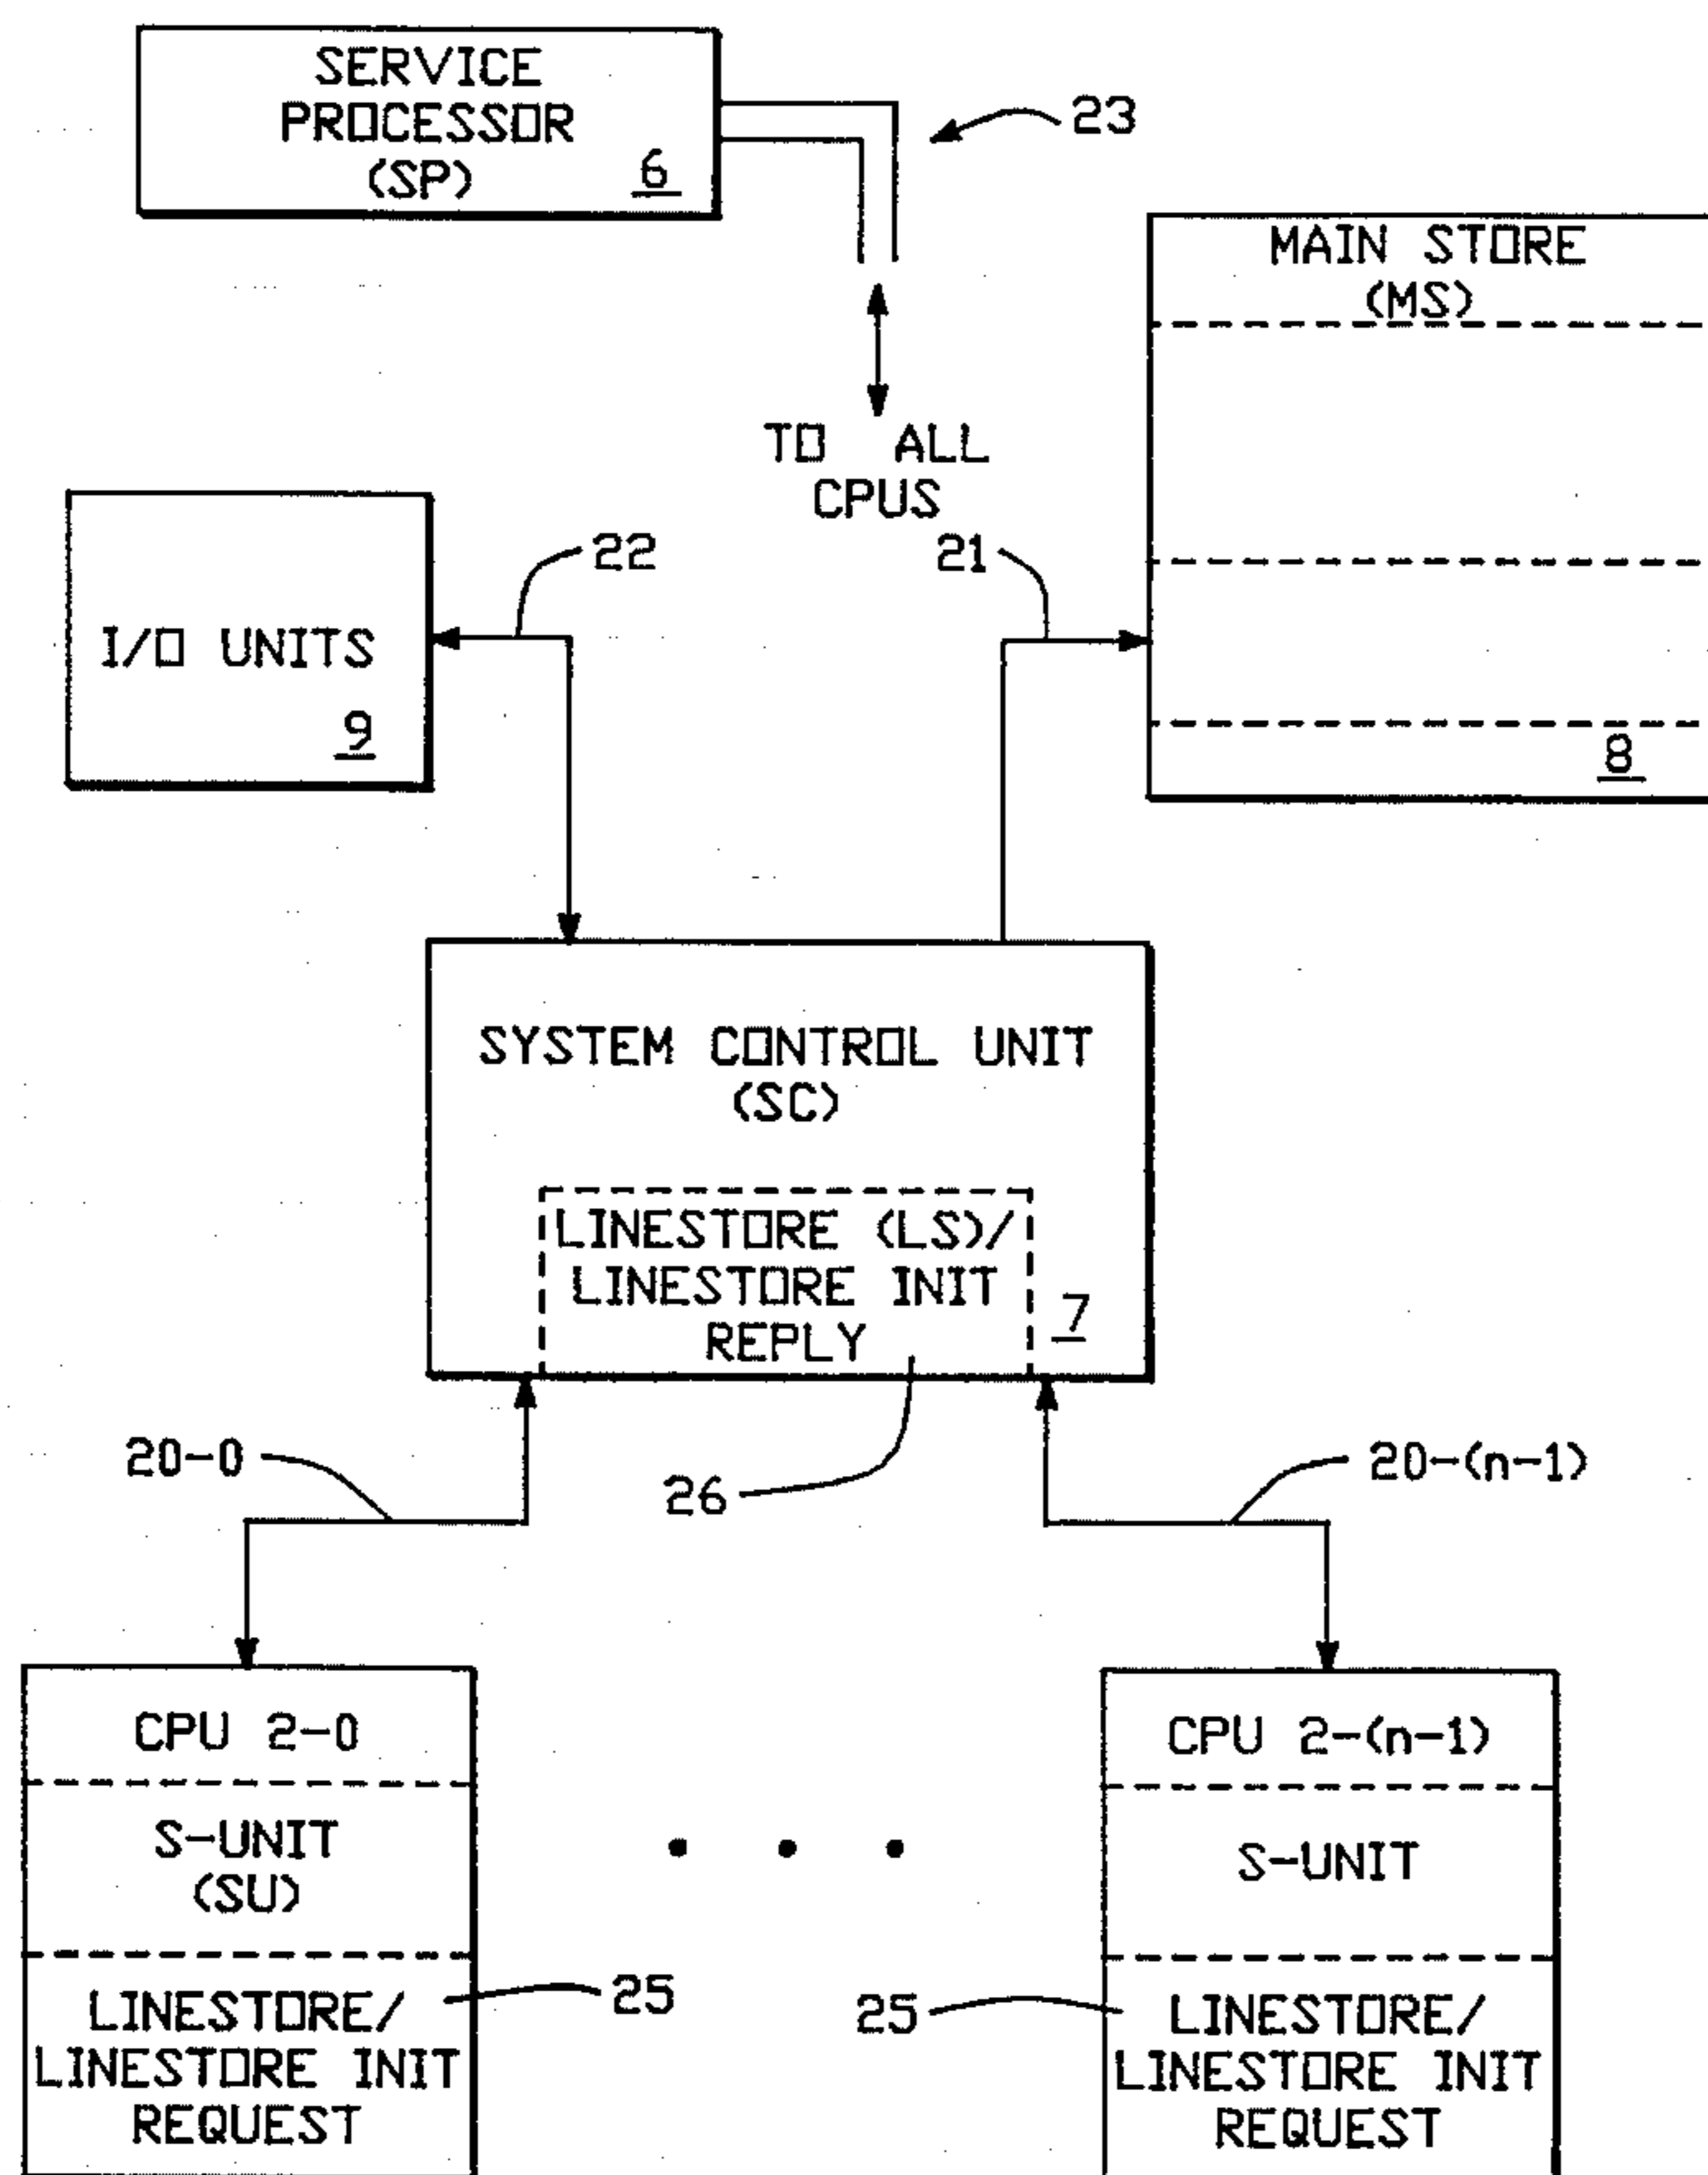 SERVICE
PROCESSOR
(SP)
6
23
MAIN STORE
(MS)
TO ALL
CPUS
22
21
I/O UNITS
9
8
SYSTEM CONTROL UNIT
(SC)
LINESTORE (LS)/
LINESTORE INIT
REPLY
7
20-0
26
20-(n-1)
CPU 2-0
S-UNIT
(SU)
LINESTORE/
LINESTORE INIT
REQUEST
25
CPU 2-(n-1)
S-UNIT
25
LINESTORE/
LINESTORE INIT
REQUEST